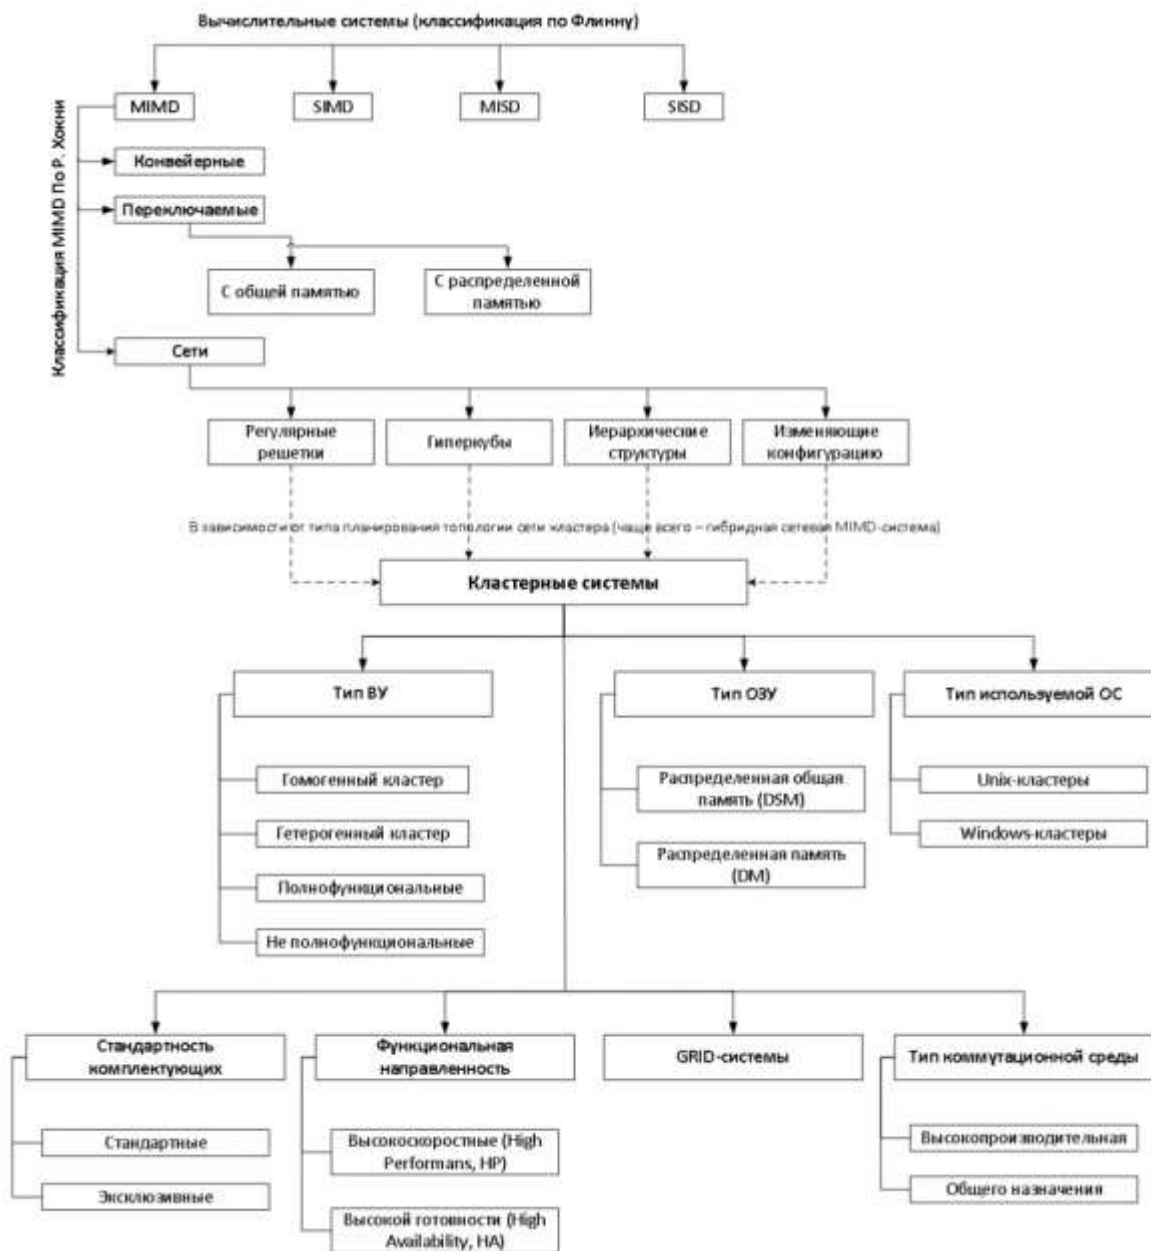 Вычислительные системы (классификация по Флинну)
MIMD
SIMD
MISD
SISD
Классификация MIMD По Р. Хокни
Конвейерные
Переключаемые
С общей памятью
С распределенной
памятью
Сети
Регулярные
решетки
Гиперкубы
Иерархические
структуры
Изменяющие
конфигурацию
В зависимости от типа планирования топологии сети кластера (чаще всего – гибридная сетевая MIMD-система)
Кластерные системы
Тип ВУ
Тип ОЗУ
Тип используемой ОС
Гомогенный кластер
Гетерогенный кластер
Полнофункциональные
Не полнофункциональные
Распределенная общая
память (DSM)
Распределенная память
(DM)
Unix-кластеры
Windows-кластеры
Стандартность
комплектующих
Функциональная
направленность
GRID-системы
Тип коммутационной среды
Стандартные
Эксклюзивные
Высокоскоростные (High
Performans, HP)
Высокой готовности (High
Availability, HA)
Высокопроизводительная
Общего назначения